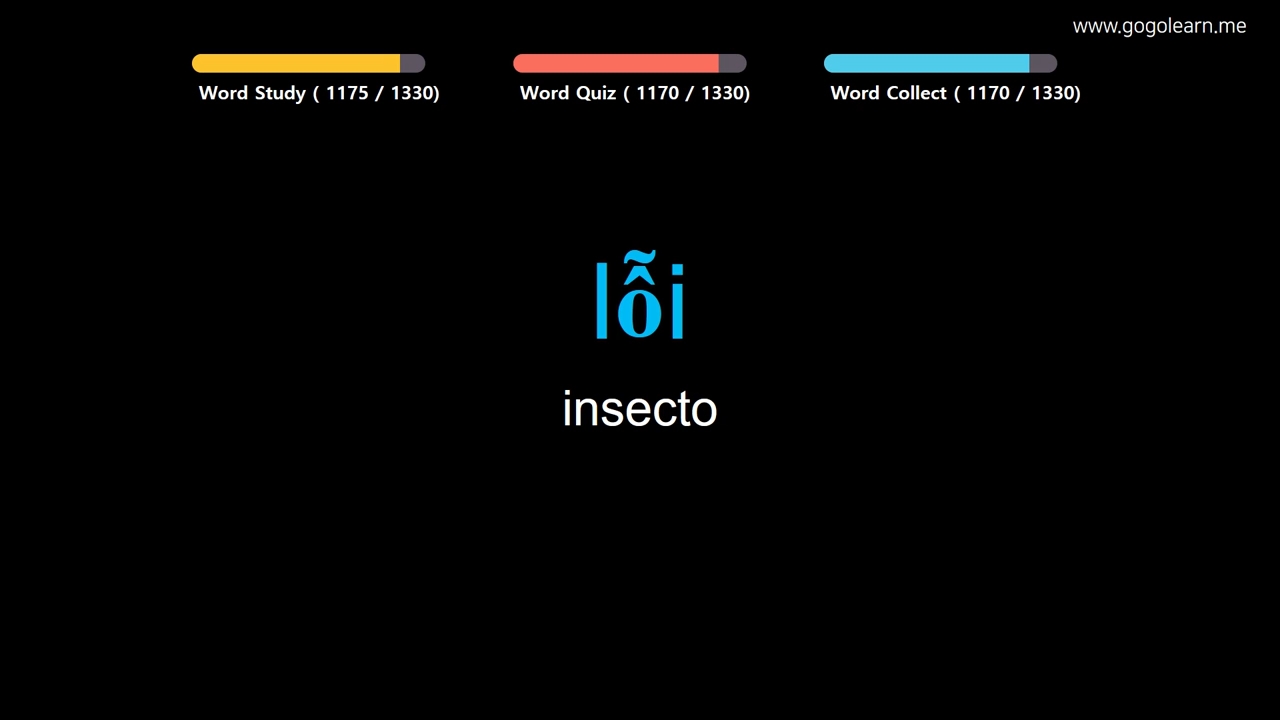 www.gogolearn.me
Word Study ( 1175 / 1330)
Word Quiz ( 1170 / 1330)
Word Collect ( 1170 / 1330)
lỗi
insecto